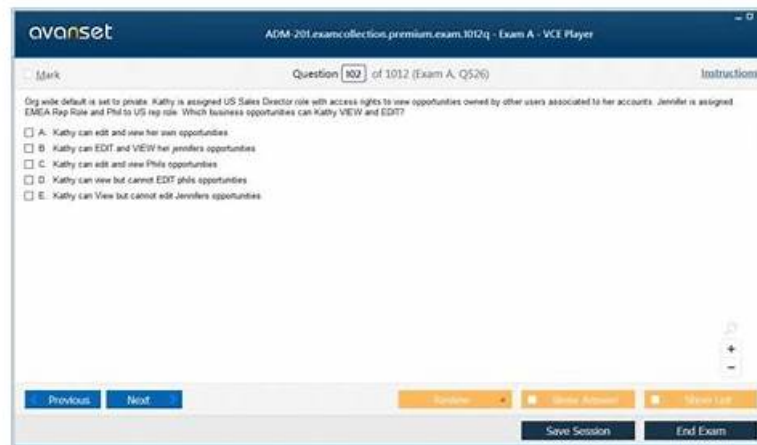 avanset
ADM-201.examcollection.premium.exam.1012q - Exam A - VCE Player
Mark
Question 102 of 1012 (Exam A, Q526)
Instructions
Org wide default is set to private. Kathy is assigned US Sales Director role with access rights to view opportunities owned by other users associated to her accounts. Jennifer is assigned
EMEA Rep Role and Phil to US rep role. Which business opportunities can Kathy VIEW and EDIT?
A. Kathy can edit and view her own opportunities
B. Kathy can EDIT and VIEW her jennifers opportunities
C. Kathy can edit and view Phils opportunities
D. Kathy can view but cannot EDIT phils opportunities
E. Kathy can View but cannot edit Jennifers opportunities
Previous
Next
Review
Show Answer
Show List
Save Session
End Exam